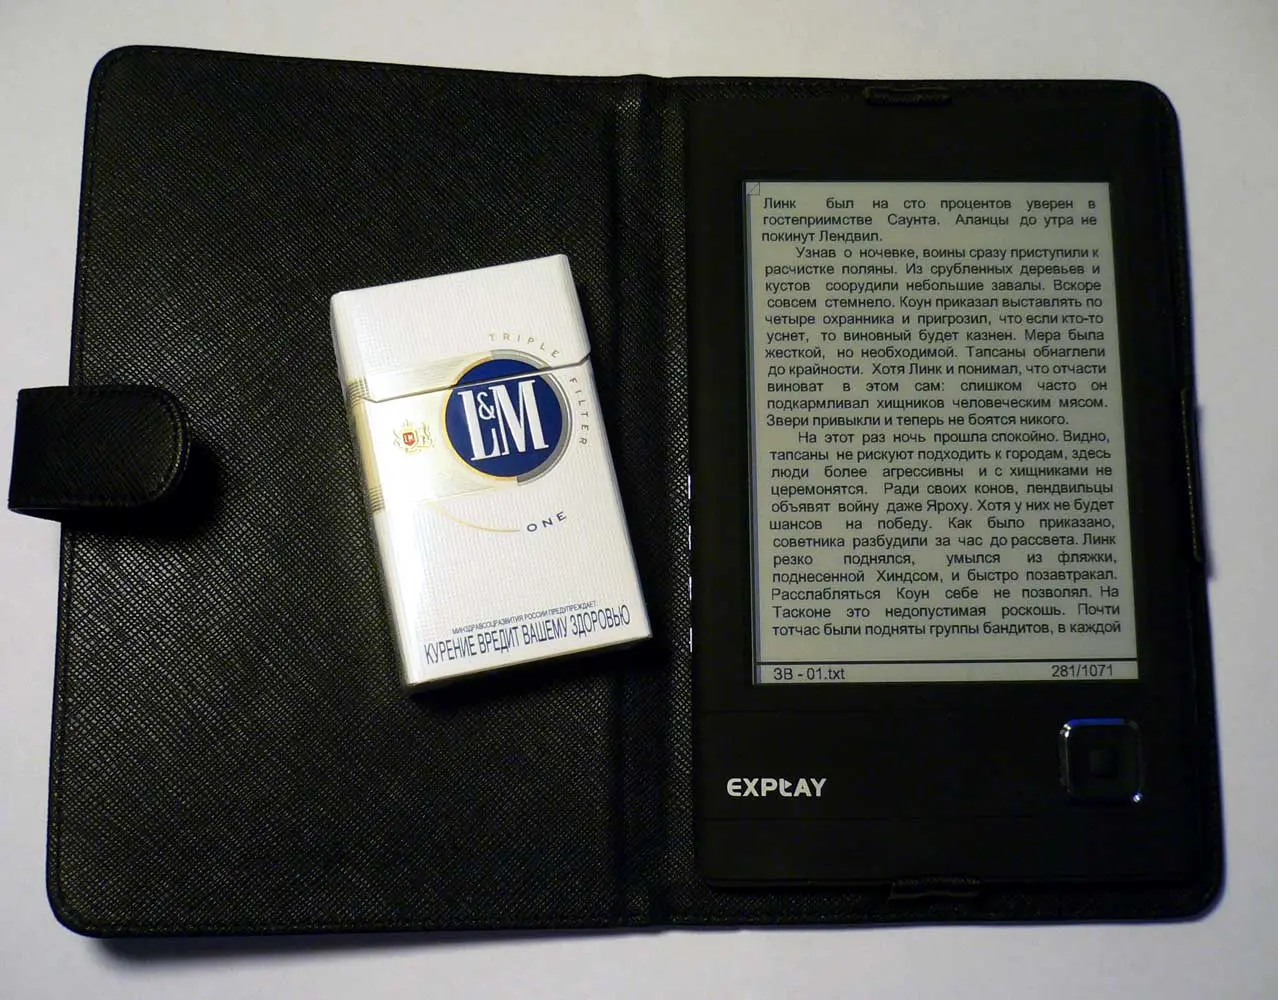 TRIPLE FILTER
L&M
ONE
МИНЗДРАВСОЦРАЗВИТИЯ РОССИИ ПРЕДУПРЕЖДАЕТ:
КУРЕНИЕ ВРЕДИТ ВАШЕМУ ЗДОРОВЬЮ
Линк был на сто процентов уверен в
гостеприимстве Саунта. Аланцы до утра не
покинут Лендвил.
Узнав о ночевке, воины сразу приступили к
расчистке поляны. Из срубленных деревьев и
кустов соорудили небольшие завалы. Вскоре
совсем стемнело. Коун приказал выставлять по
четыре охранника и пригрозил, что если кто-то
уснет, то виновный будет казнен. Мера была
жесткой, но необходимой. Тапсаны обнаглели
до крайности. Хотя Линк и понимал, что отчасти
виноват в этом сам: слишком часто он
подкармливал хищников человеческим мясом.
Звери привыкли и теперь не боятся никого.
На этот раз ночь прошла спокойно. Видно,
тапсаны не рискуют подходить к городам, здесь
люди более агрессивны и с хищниками не
церемонятся. Ради своих конов, лендвильцы
объявят войну даже Яроху. Хотя у них не будет
шансов на победу. Как было приказано,
советника разбудили за час до рассвета. Линк
резко поднялся, умылся из фляжки,
поднесенной Хиндсом, и быстро позавтракал.
Расслабляться Коун себе не позволял. На
Тасконе это недопустимая роскошь. Почти
тотчас были подняты группы бандитов, в каждой
ЗВ - 01.txt 281/1071
EXPLAY